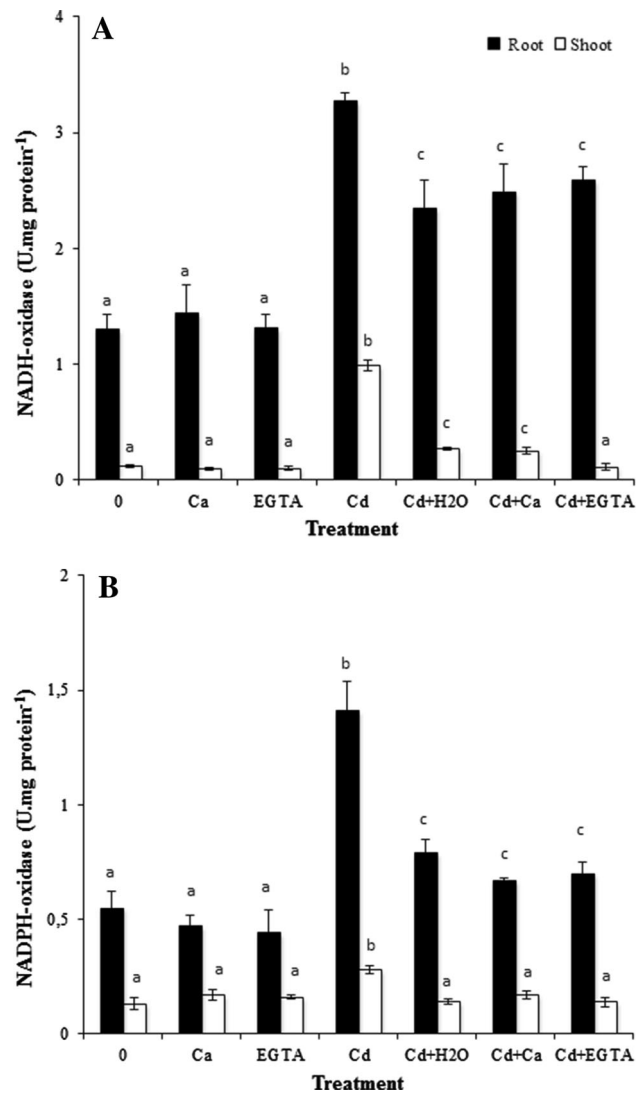 A
Root Shoot
NADH-oxidase (U.mg protein⁻¹)
4
3
2
1
0
a a a b c c c
a a a b c c a
0 Ca EGTA Cd Cd+H2O Cd+Ca Cd+EGTA
Treatment
B
NADPH-oxidase (U.mg protein⁻¹)
2
1,5
1
0,5
0
a a a b c c c
a a a b a a a
0 Ca EGTA Cd Cd+H2O Cd+Ca Cd+EGTA
Treatment